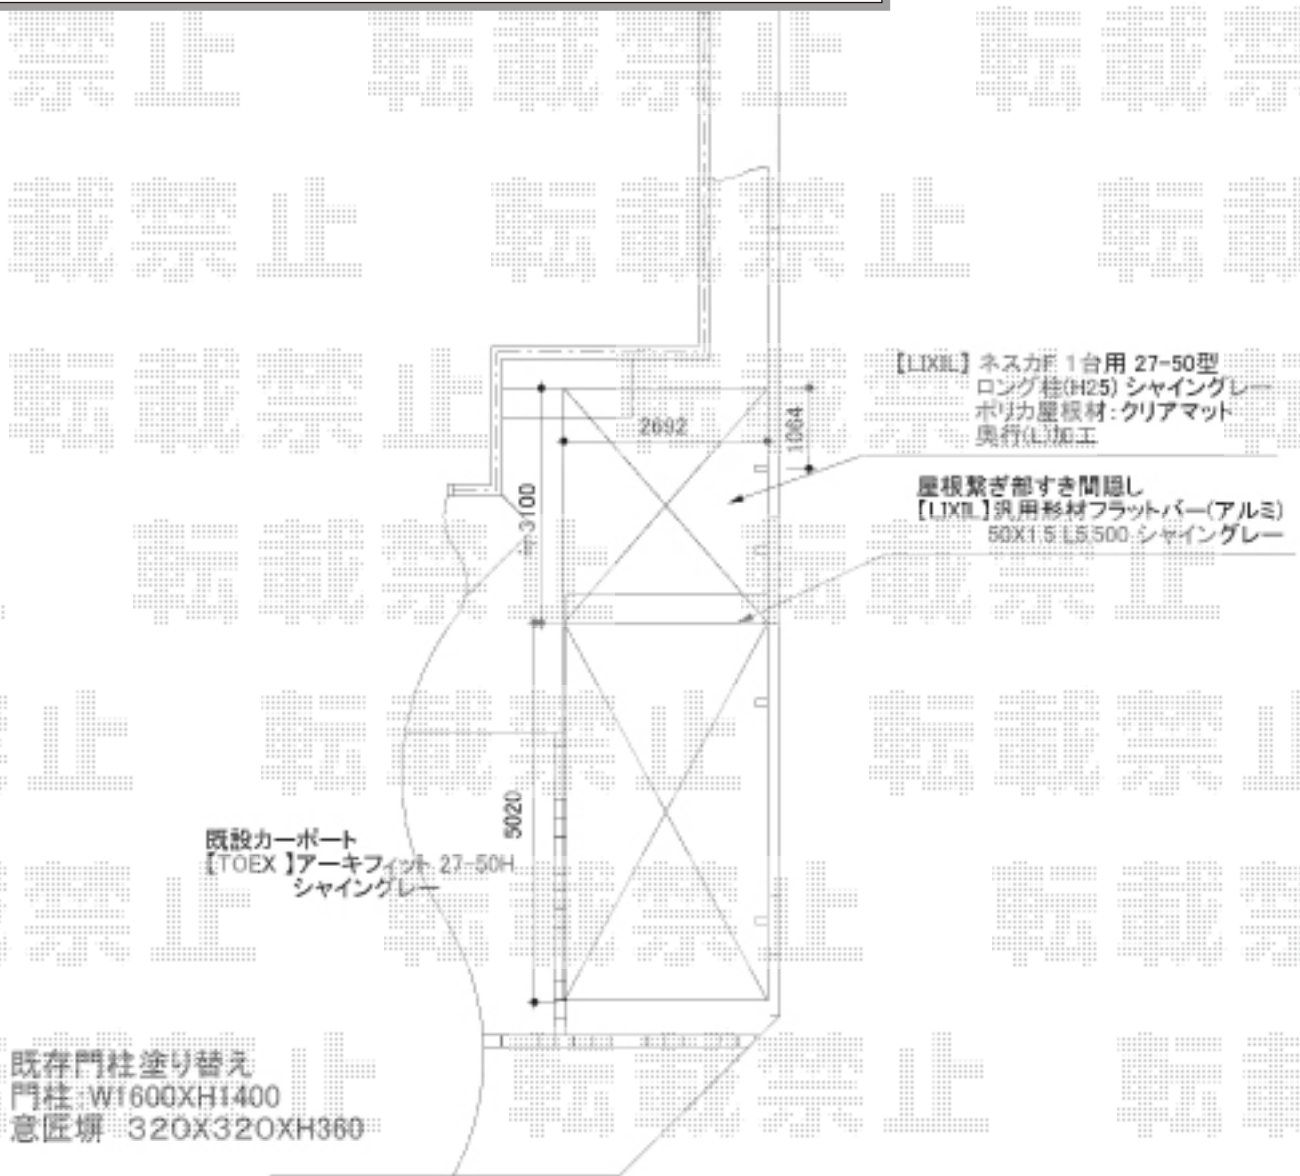 【LIXIL】 ネスカF 1台用 27-50型
ロング柱(H25) シャイングレー
ポリカ屋根材:クリアマット
奥行(L)加工
2692
1064
屋根繋ぎ部すき間隠し
【LIXIL】汎用形材フラットバー(アルミ)
50X1.5 L5,500 シャイングレー
3100
5020
既設カーポート
【TOEX】アーキフィット 27-50H
シャイングレー
既存門柱塗り替え
門柱:W1600XH1400
意匠塀 320X320XH360
転載禁止